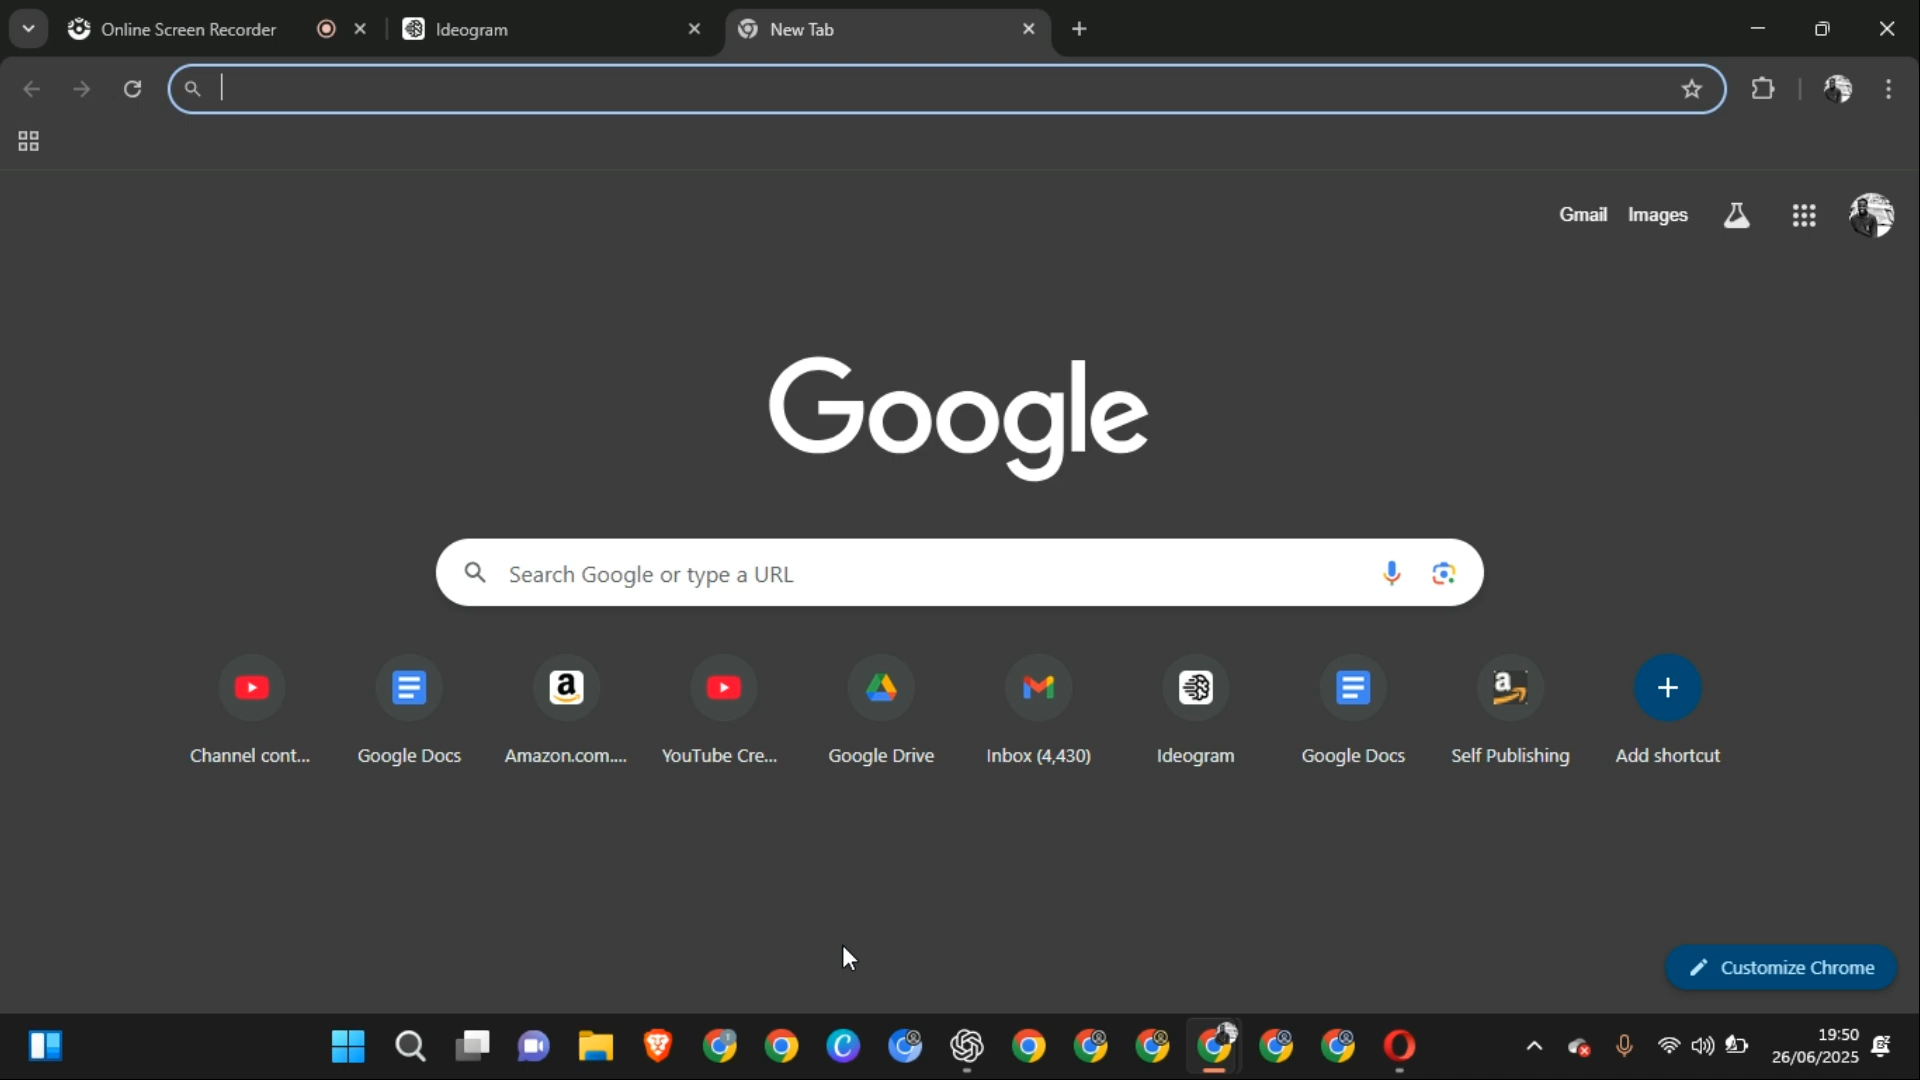 Online Screen Recorder
Ideogram
New Tab
Gmail Images
Google
Search Google or type a URL
Channel cont...
Google Docs
Amazon.com....
YouTube Cre...
Google Drive
Inbox (4,430)
Ideogram
Google Docs
Self Publishing
Add shortcut
Customize Chrome
19:50
26/06/2025